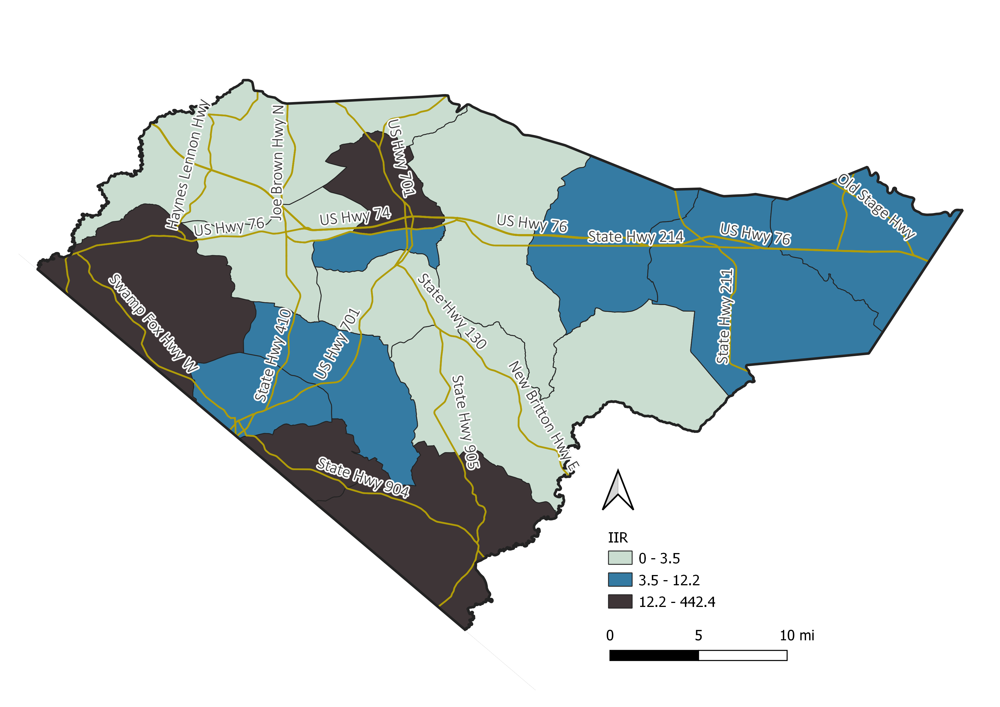 Haynes Lennon Hwy
Joe Brown Hwy N
US Hwy 701
US Hwy 76
US Hwy 74
US Hwy 76
State Hwy 214
US Hwy 76
Old Stage Hwy
Swamp Fox Hwy W
State Hwy 410
US Hwy 701
State Hwy 130
State Hwy 211
New Britton Hwy E
State Hwy 905
State Hwy 904
IIR
0 - 3.5
3.5 - 12.2
12.2 - 442.4
0 5 10 mi